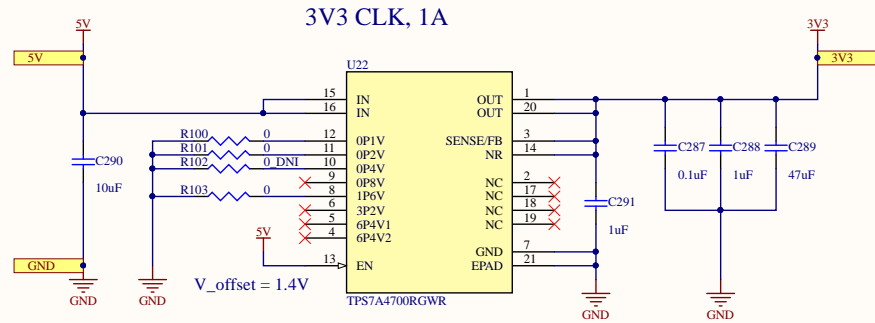 3V3 CLK, 1A
5V
3V3
5V
3V3
U22
15 IN
16 IN
OUT 1
OUT 20
R100 0 12 0P1V
R101 0 11 0P2V
R102 0_DNI 10 0P4V
9 0P8V
R103 0 8 1P6V
6 3P2V
5 6P4V1
4 6P4V2
5V
13 EN
SENSE/FB 3
NR 14
NC 2
NC 17
NC 18
NC 19
GND 7
EPAD 21
C290
10uF
C291
1uF
C287
0.1uF
C288
1uF
C289
47uF
GND
V_offset = 1.4V
TPS7A4700RGWR
GND
GND
GND
GND